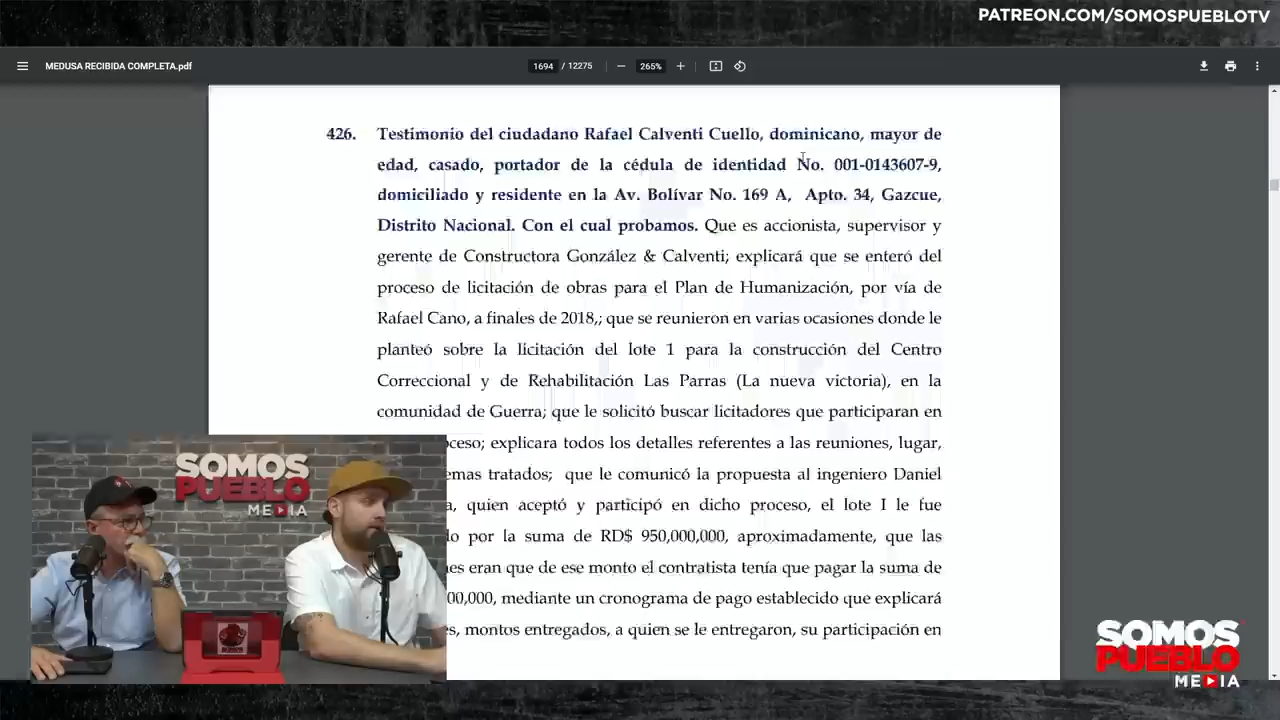 PATREON.COM/SOMOSPUEBLOTV
MEDUSA RECIBIDA COMPLETA.pdf
1694 / 12275
265%
426. Testimonio del ciudadano Rafael Calventi Cuello, dominicano, mayor de
edad, casado, portador de la cédula de identidad No. 001-0143607-9,
domiciliado y residente en la Av. Bolívar No. 169 A, Apto. 34, Gazcue,
Distrito Nacional. Con el cual probamos. Que es accionista, supervisor y
gerente de Constructora González & Calventi; explicará que se enteró del
proceso de licitación de obras para el Plan de Humanización, por vía de
Rafael Cano, a finales de 2018,; que se reunieron en varias ocasiones donde le
planteó sobre la licitación del lote 1 para la construcción del Centro
Correccional y de Rehabilitación Las Parras (La nueva victoria), en la
comunidad de Guerra; que le solicitó buscar licitadores que participaran en
ceso; explicara todos los detalles referentes a las reuniones, lugar,
emas tratados; que le comunicó la propuesta al ingeniero Daniel
a, quien aceptó y participó en dicho proceso, el lote I le fue
lo por la suma de RD$ 950,000,000, aproximadamente, que las
es eran que de ese monto el contratista tenía que pagar la suma de
00,000, mediante un cronograma de pago establecido que explicará
s, montos entregados, a quien se le entregaron, su participación en
SOMOS
PUEBLO
MEDIA
SOMOS
PUEBLO
MEDIA